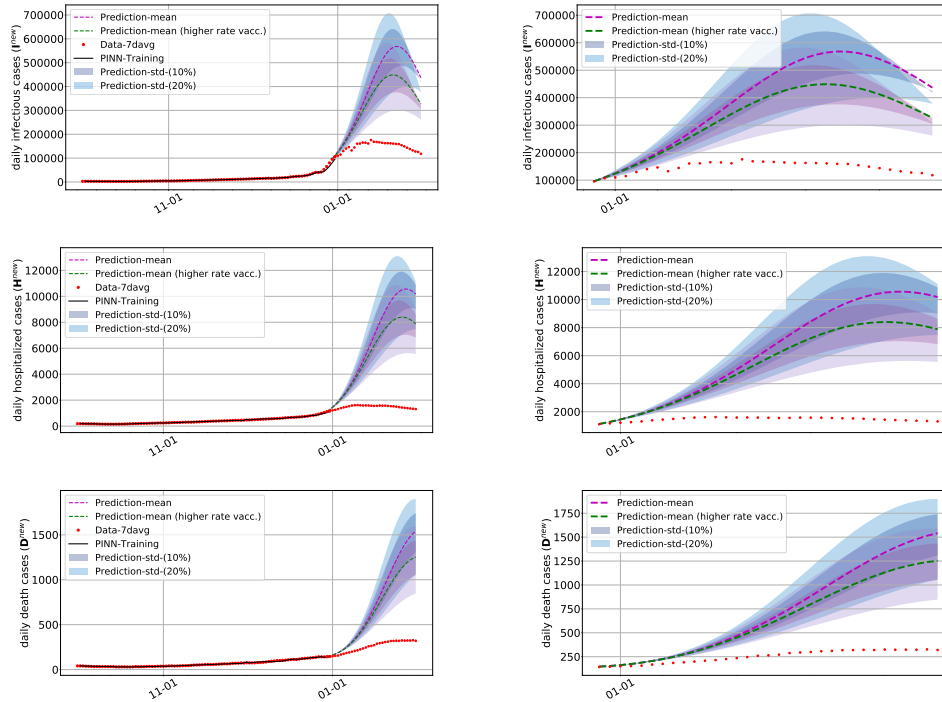 700000
600000
500000
400000
300000
200000
100000
0
daily infectious cases (I^new)
Prediction-mean
Prediction-mean (higher rate vacc.)
Data-7davg
PINN-Training
Prediction-std-(10%)
Prediction-std-(20%)
11-01
01-01
700000
600000
500000
400000
300000
200000
100000
daily infectious cases (I^new)
Prediction-mean
Prediction-mean (higher rate vacc.)
Prediction-std-(10%)
Prediction-std-(20%)
01-01
12000
10000
8000
6000
4000
2000
0
daily hospitalized cases (H^new)
Prediction-mean
Prediction-mean (higher rate vacc.)
Data-7davg
PINN-Training
Prediction-std-(10%)
Prediction-std-(20%)
11-01
01-01
12000
10000
8000
6000
4000
2000
daily hospitalized cases (H^new)
Prediction-mean
Prediction-mean (higher rate vacc.)
Prediction-std-(10%)
Prediction-std-(20%)
01-01
1500
1000
500
0
daily death cases (D^new)
Prediction-mean
Prediction-mean (higher rate vacc.)
Data-7davg
PINN-Training
Prediction-std-(10%)
Prediction-std-(20%)
11-01
01-01
1750
1500
1250
1000
750
500
250
daily death cases (D^new)
Prediction-mean
Prediction-mean (higher rate vacc.)
Prediction-std-(10%)
Prediction-std-(20%)
01-01